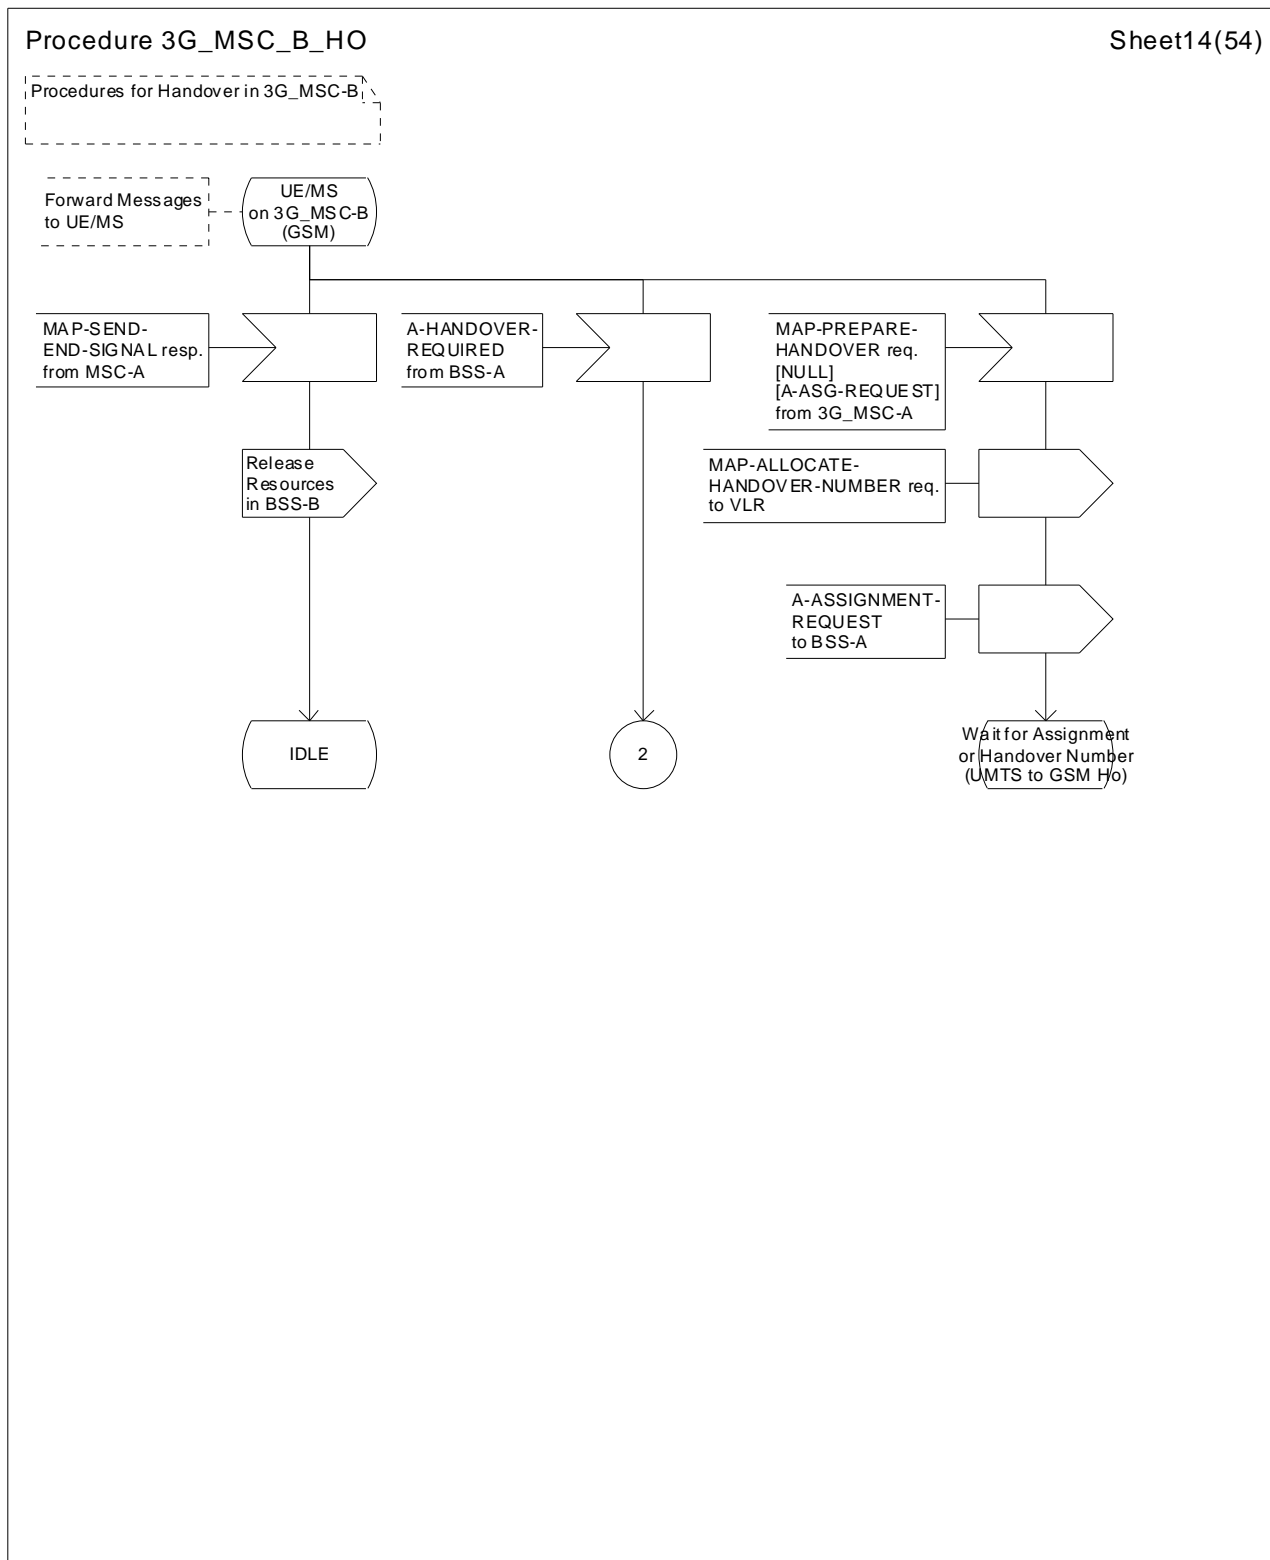 Procedure 3G_MSC_B_HO
Sheet14(54)
Procedures for Handover in 3G_MSC-B
Forward Messages
to UE/MS
UE/MS
on 3G_MSC-B
(GSM)
MAP-SEND-
END-SIGNAL resp.
from MSC-A
A-HANDOVER-
REQUIRED
from BSS-A
MAP-PREPARE-
HANDOVER req.
[NULL]
[A-ASG-REQUEST]
from 3G_MSC-A
Release
Resources
in BSS-B
MAP-ALLOCATE-
HANDOVER-NUMBER req.
to VLR
A-ASSIGNMENT-
REQUEST
to BSS-A
IDLE
2
Wait for Assignment
or Handover Number
(UMTS to GSM Ho)